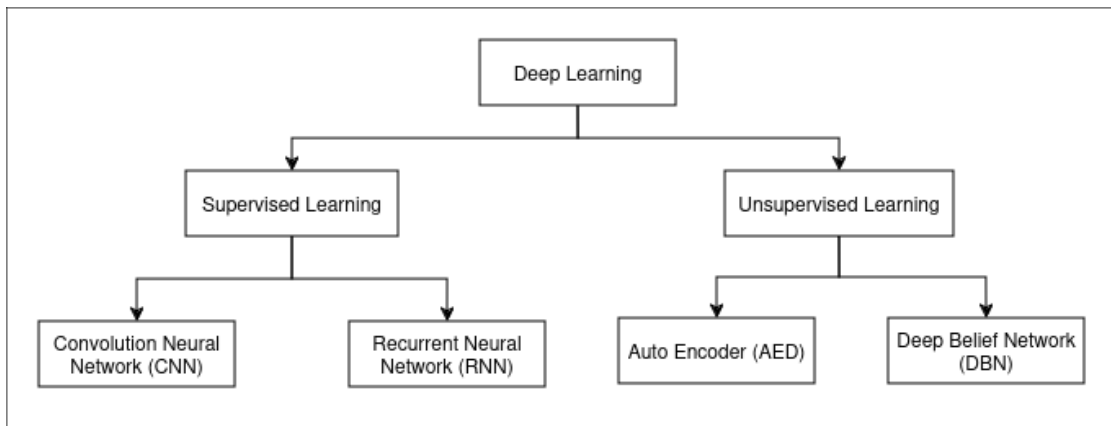 Deep Learning
Supervised Learning
Unsupervised Learning
Convolution Neural
Network (CNN)
Recurrent Neural
Network (RNN)
Auto Encoder (AED)
Deep Belief Network
(DBN)